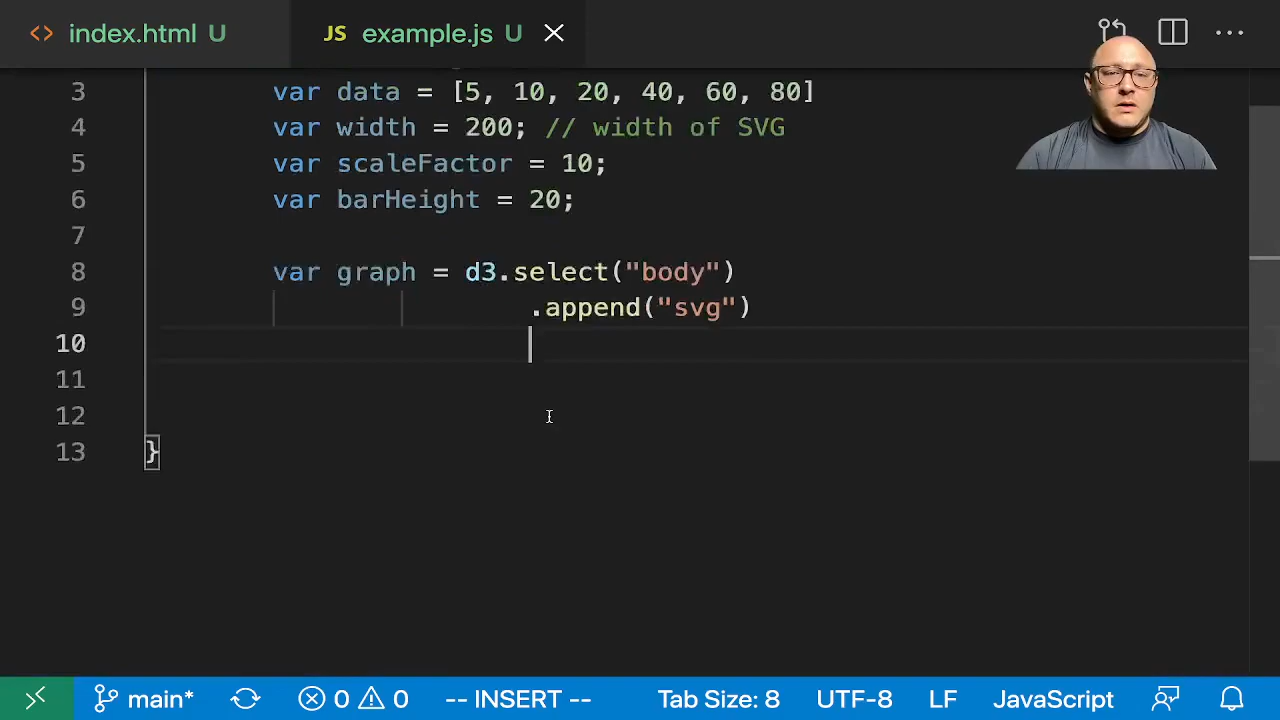 index.html U
JS example.js U
3 var data = [5, 10, 20, 40, 60, 80]
4 var width = 200; // width of SVG
5 var scaleFactor = 10;
6 var barHeight = 20;
7
8 var graph = d3.select("body")
9 .append("svg")
10
11
12
13 }
main* 0 0 -- INSERT -- Tab Size: 8 UTF-8 LF JavaScript